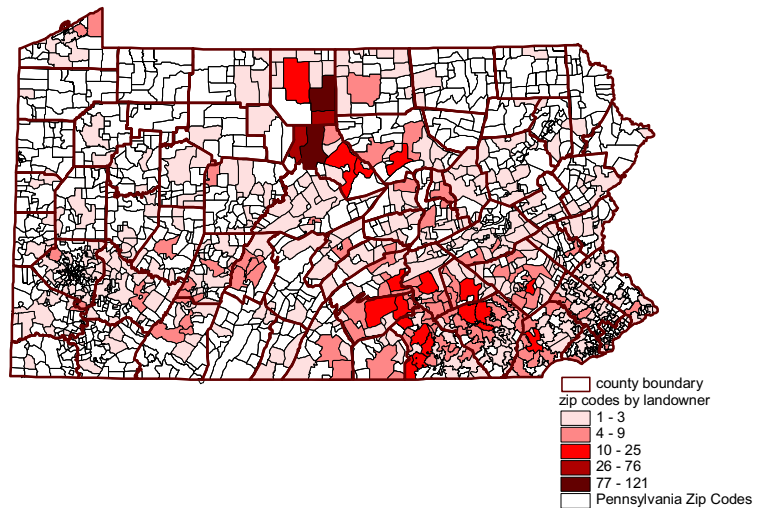 county boundary
zip codes by landowner
1 - 3
4 - 9
10 - 25
26 - 76
77 - 121
Pennsylvania Zip Codes